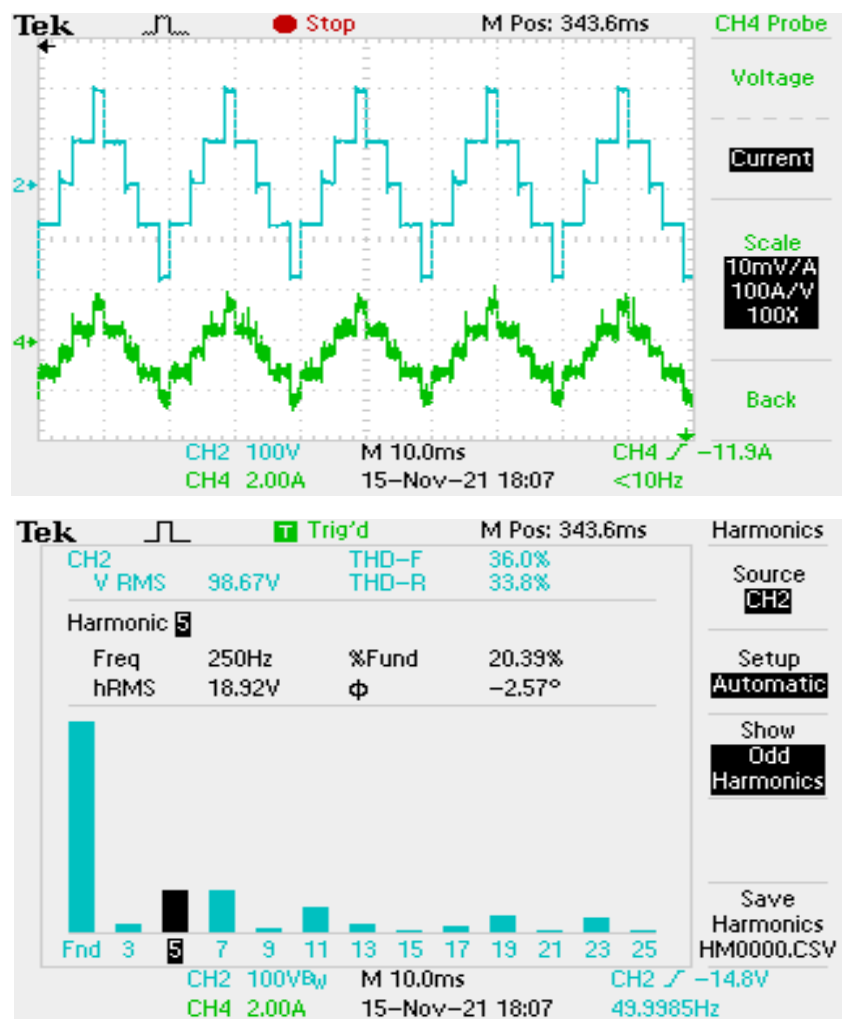 Tek Stop M Pos: 343.6ms CH4 Probe
Voltage
Current
2
Scale
10mV/A
100A/V
100X
4
Back
CH2 100V M 10.0ms CH4 -11.9A
CH4 2.00A 15-Nov-21 18:07 <10Hz
Tek T Trig'd M Pos: 343.6ms Harmonics
CH2 THD-F 36.0%
V RMS 98.67V THD-R 33.8%
Source
CH2
Harmonic 5
Freq 250Hz %Fund 20.39%
hRMS 18.92V ϕ -2.57°
Setup
Automatic
Show
Odd
Harmonics
Save
Harmonics
HM0000.CSV
Fnd 3 5 7 9 11 13 15 17 19 21 23 25
CH2 100VBW M 10.0ms CH2 -14.8V
CH4 2.00A 15-Nov-21 18:07 49.9985Hz